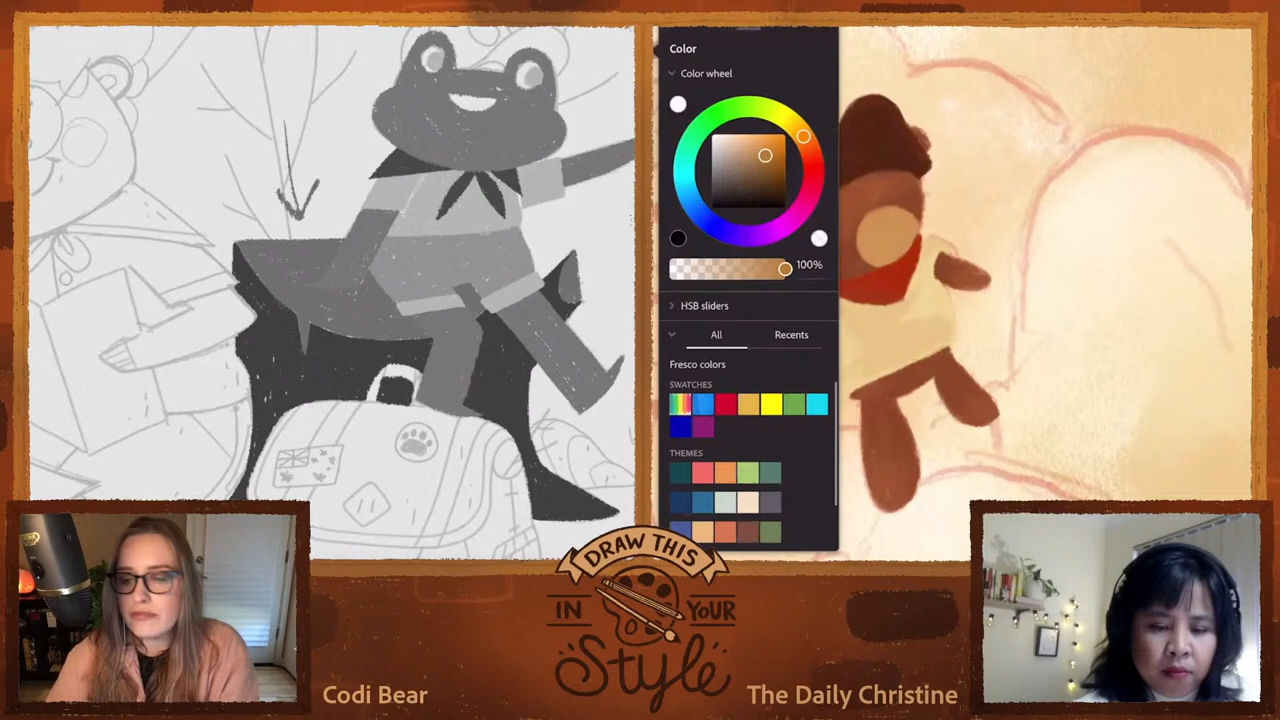 Color
Color wheel
100%
HSB sliders
All
Recents
Fresco colors
SWATCHES
THEMES
DRAW THIS
IN YOUR
Style
Codi Bear
The Daily Christine